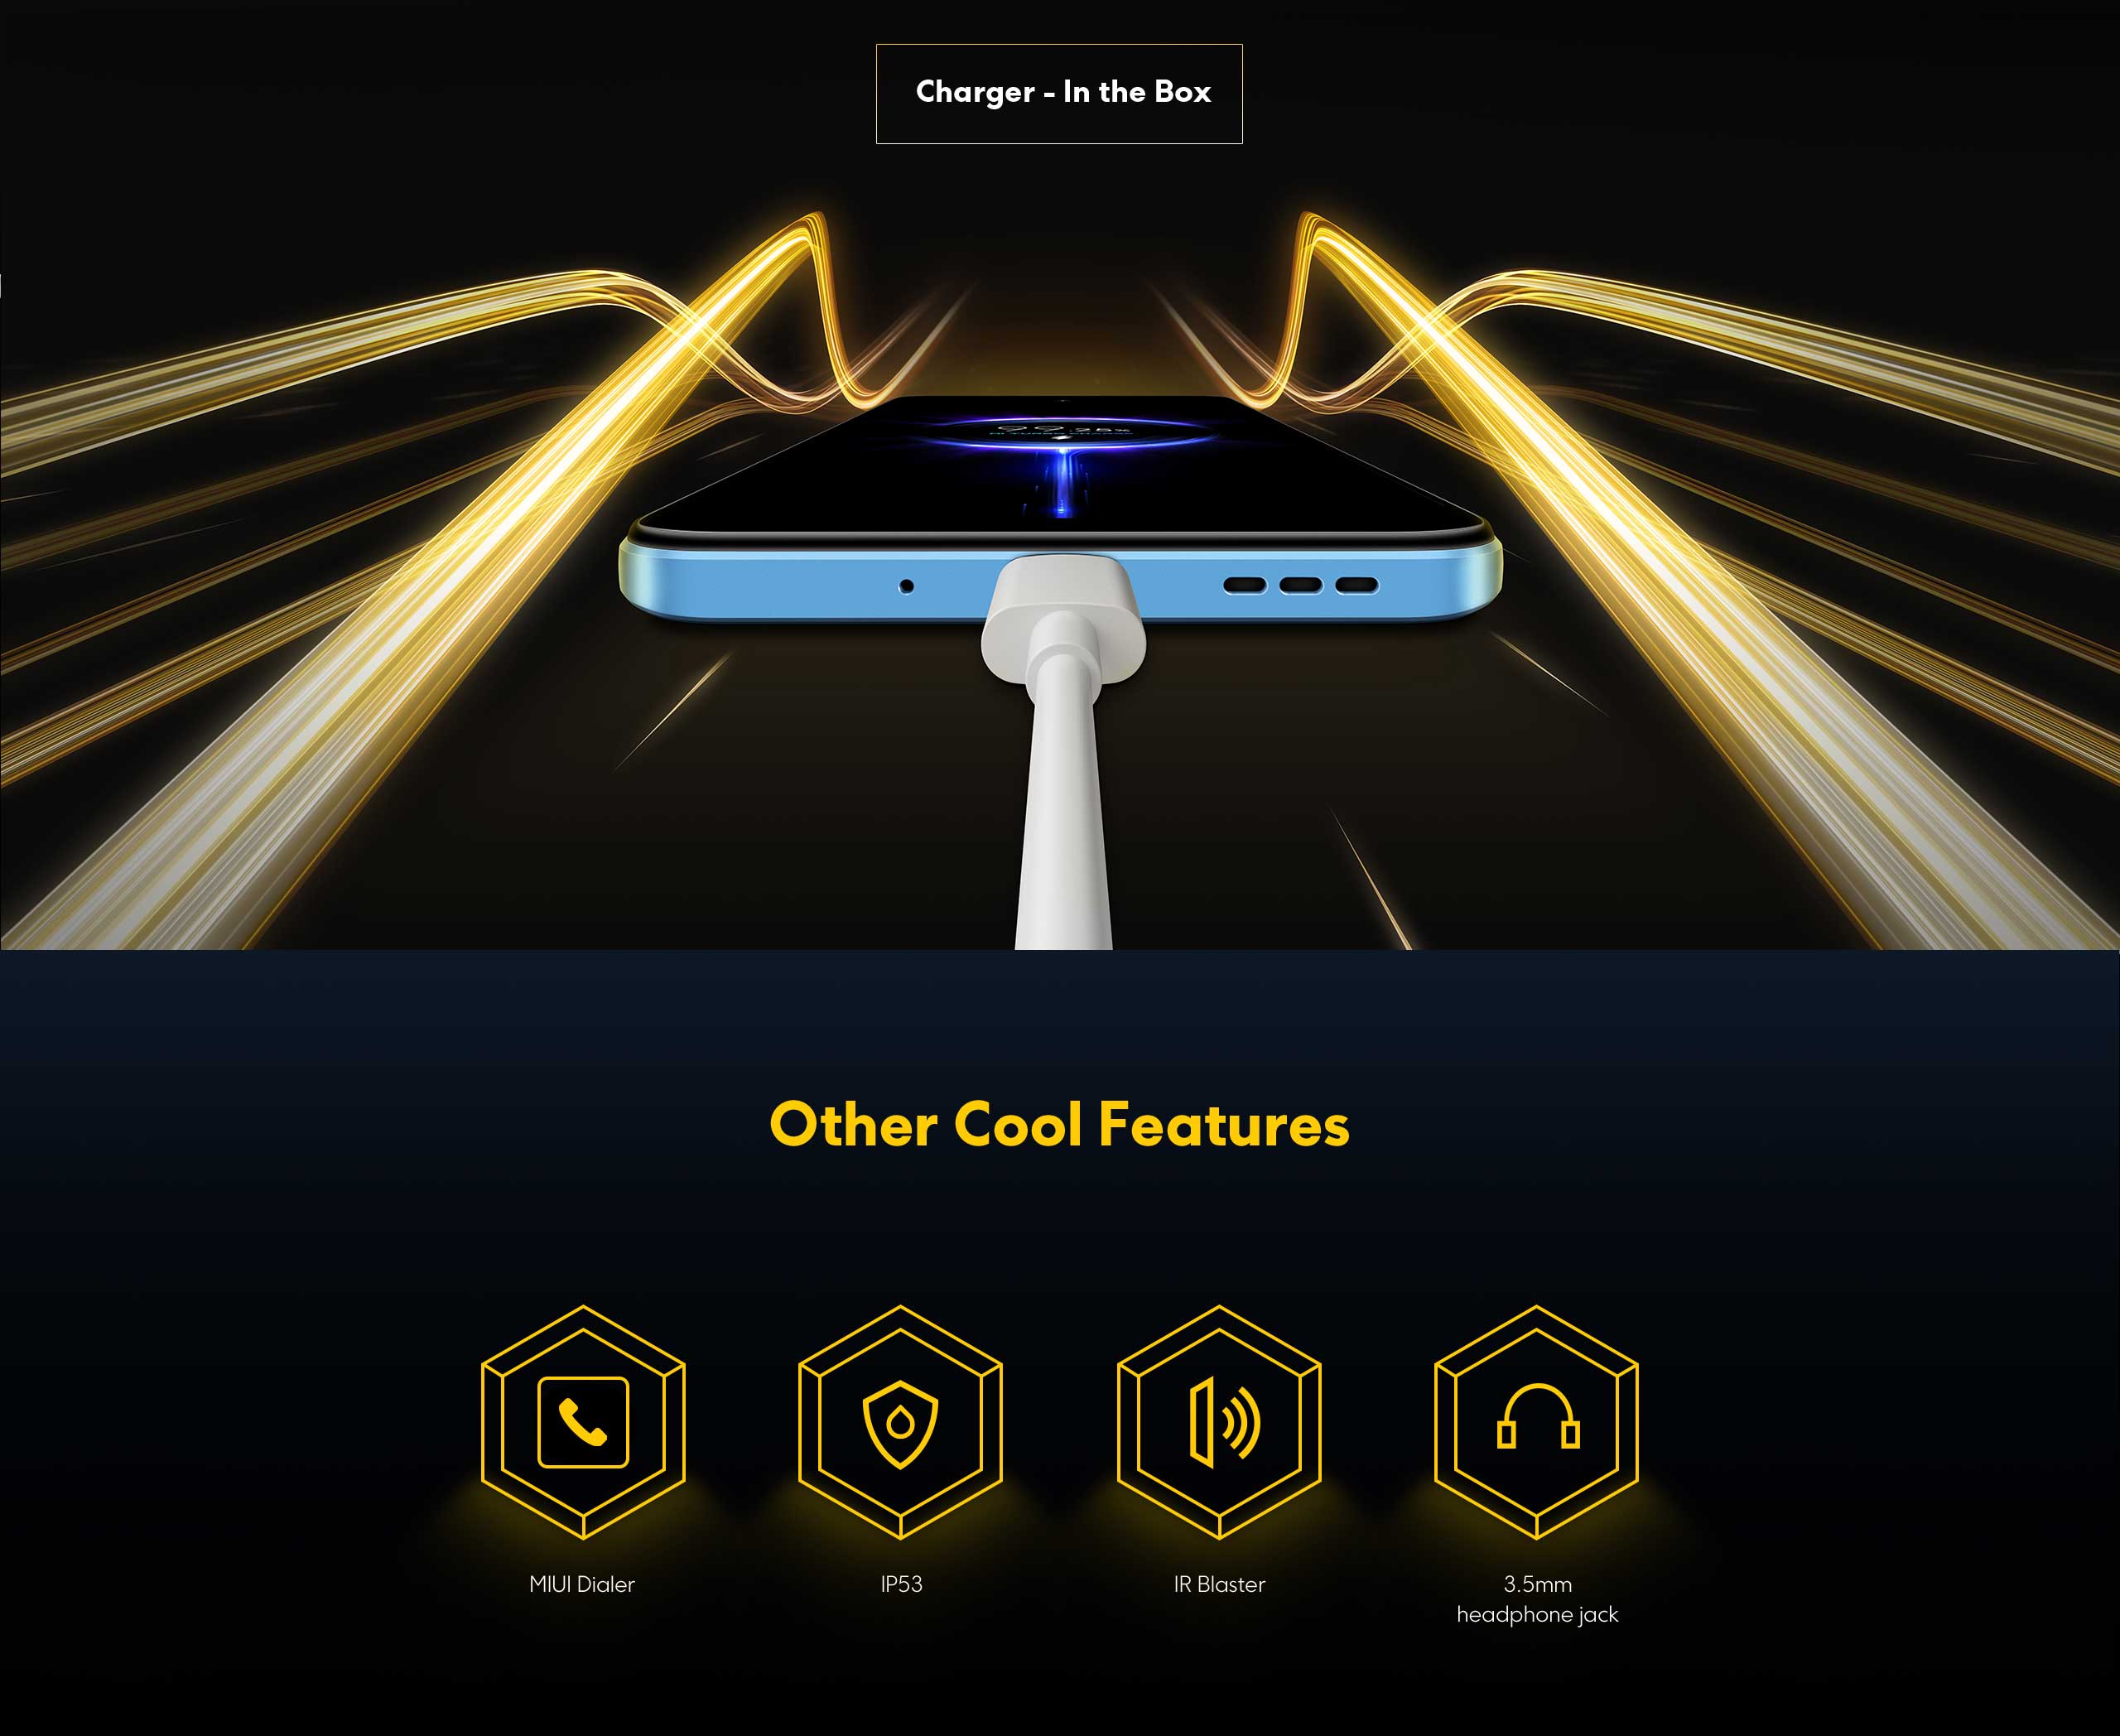 Charger - In the Box
Other Cool Features
MIUI Dialer
IP53
IR Blaster
3.5mm
headphone jack